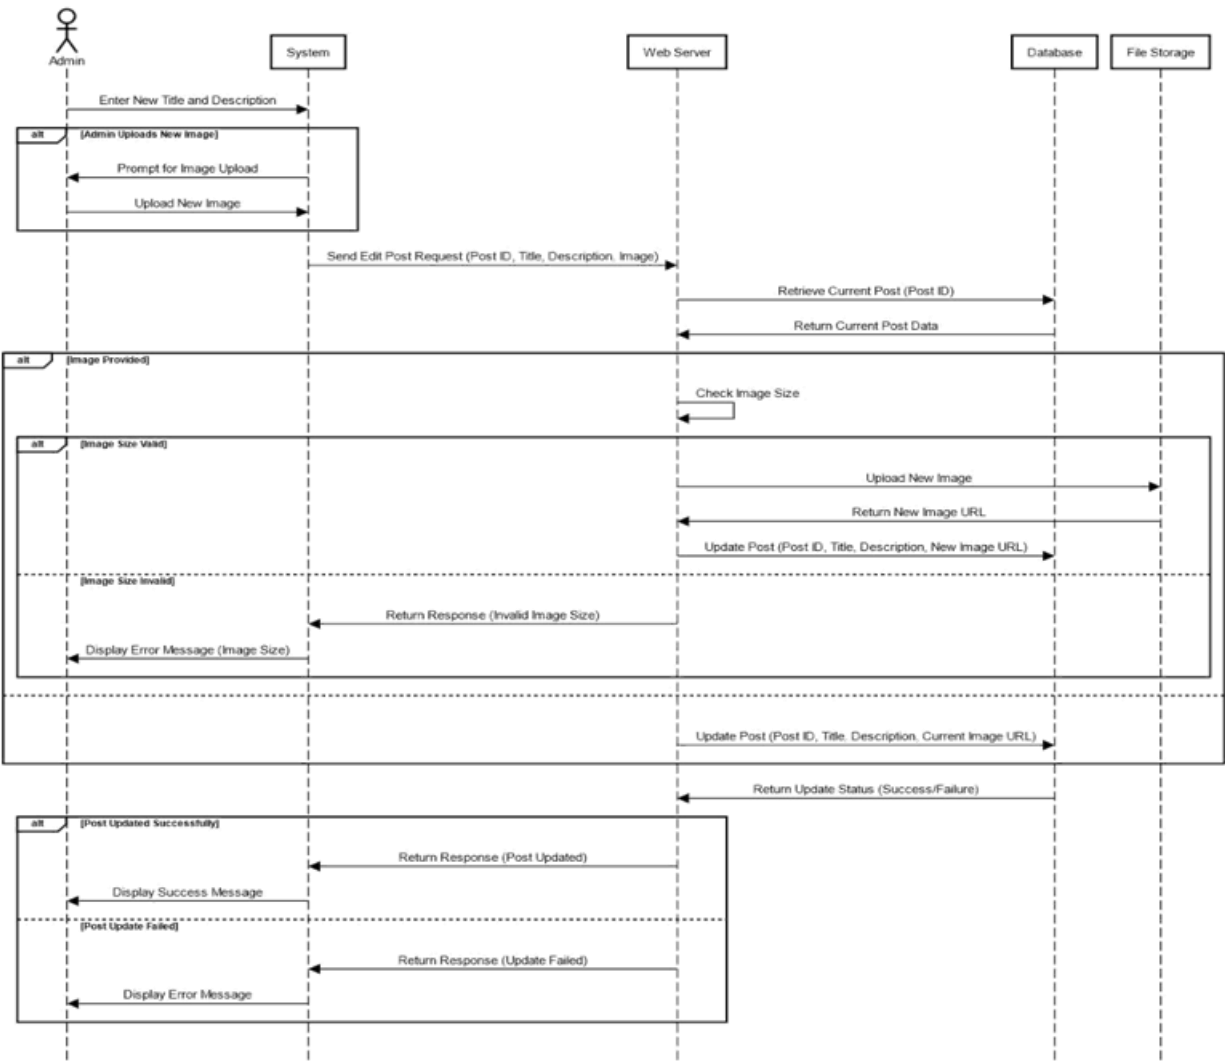 Admin
System
Web Server
Database
File Storage
Enter New Title and Description
alt [Admin Uploads New Image]
Prompt for Image Upload
Upload New Image
Send Edit Post Request (Post ID, Title, Description. Image)
Retrieve Current Post (Post ID)
Return Current Post Data
alt [Image Provided]
Check Image Size
alt [Image Size Valid]
Upload New Image
Return New Image URL
Update Post (Post ID, Title, Description, New Image URL)
[Image Size Invalid]
Return Response (Invalid Image Size)
Display Error Message (Image Size)
Update Post (Post ID, Title. Description. Current Image URL)
Return Update Status (Success/Failure)
alt [Post Updated Successfully]
Return Response (Post Updated)
Display Success Message
[Post Update Failed]
Return Response (Update Failed)
Display Error Message